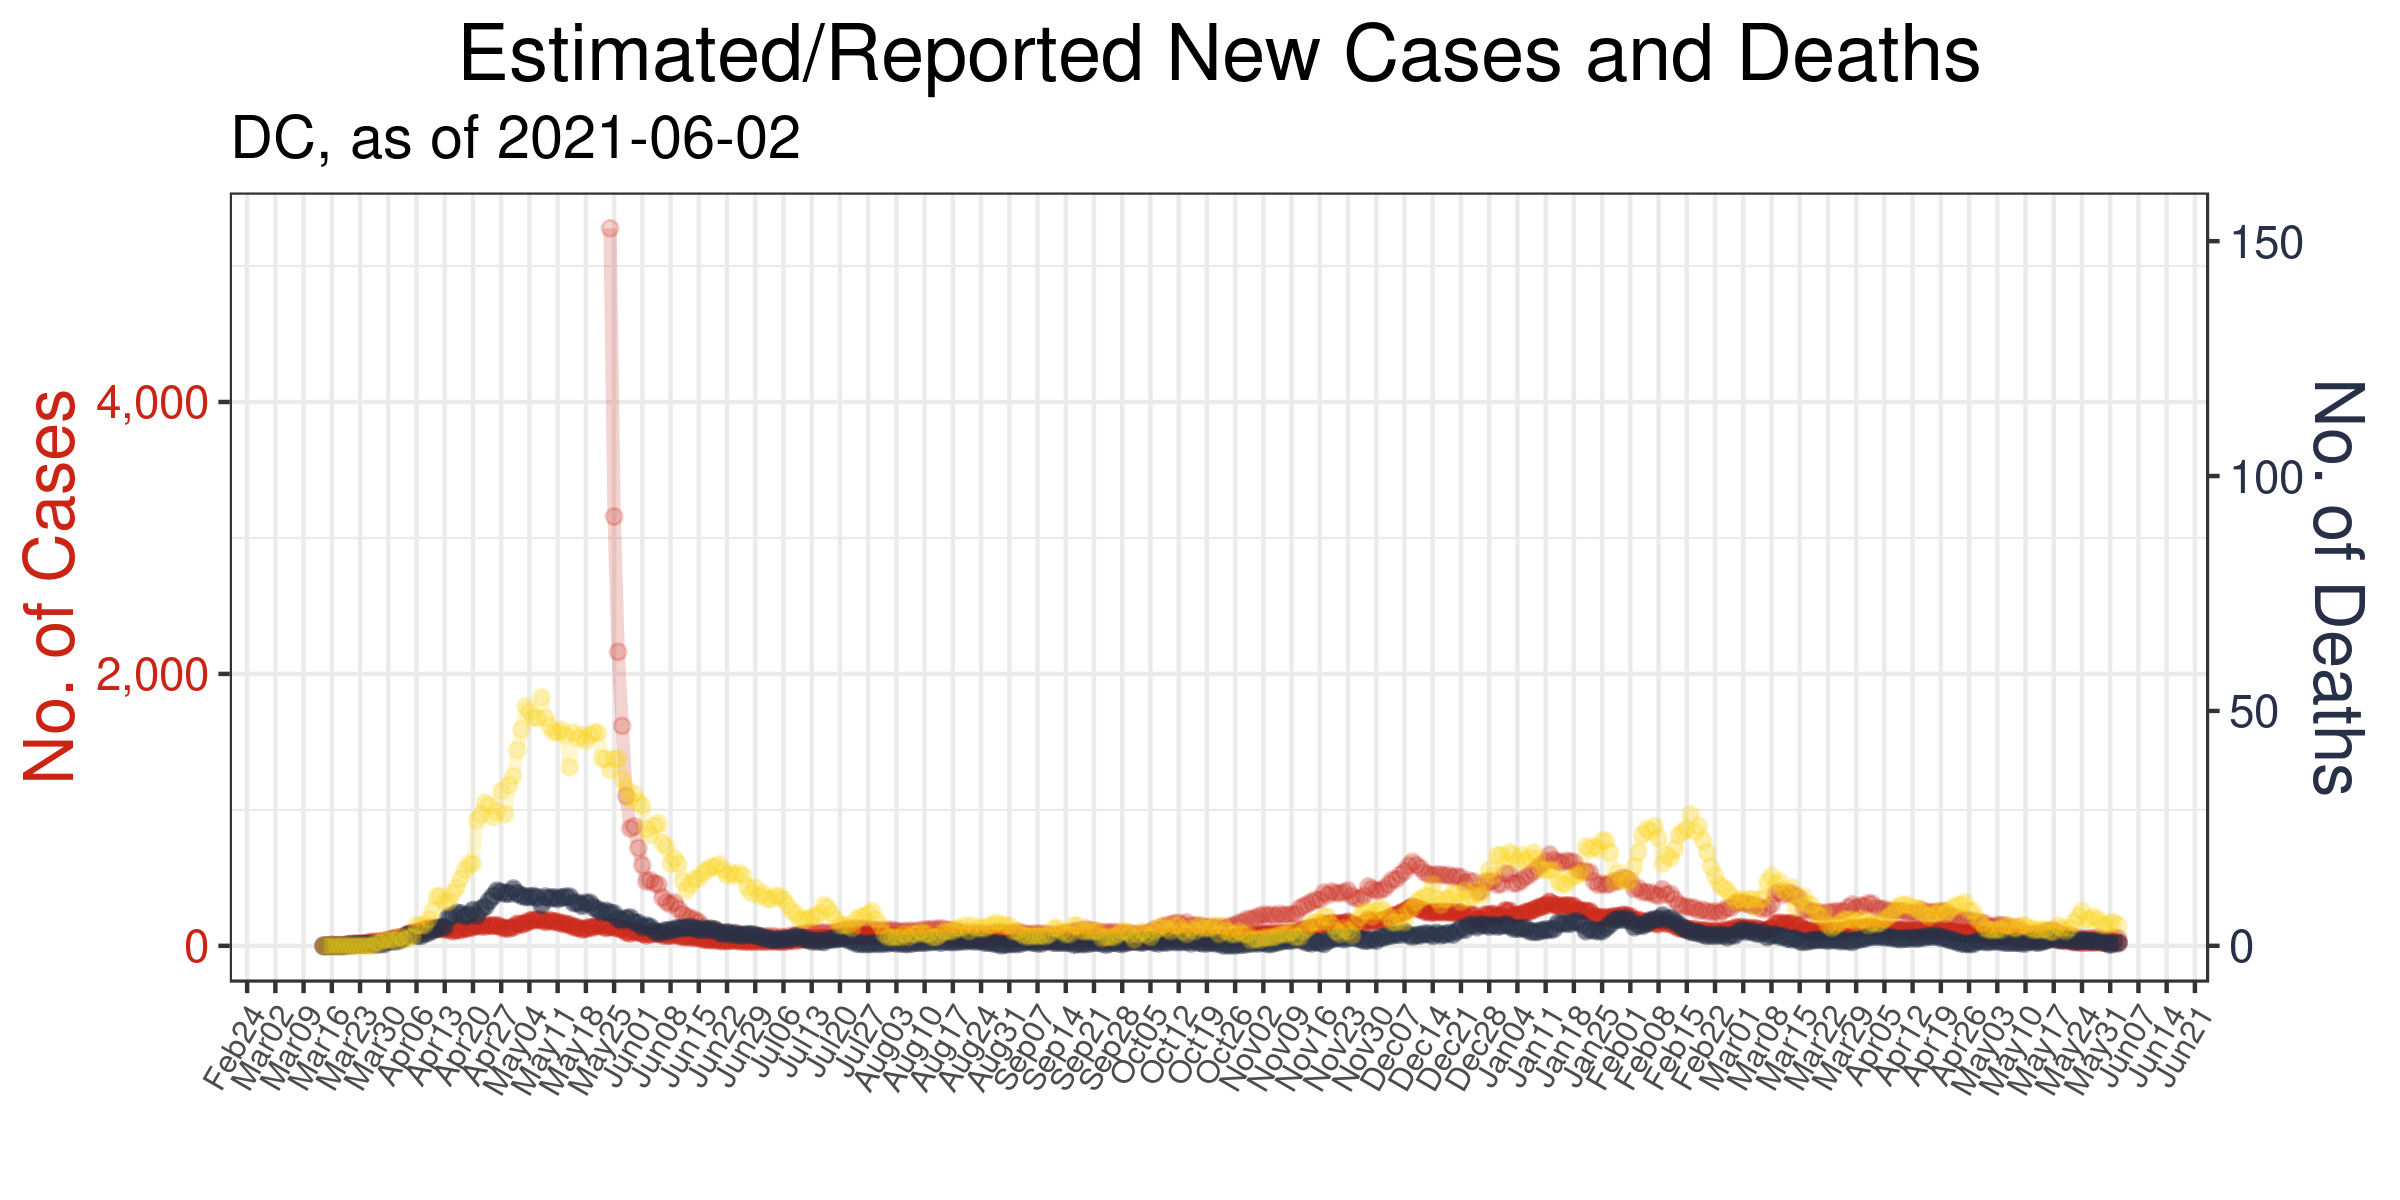 Estimated/Reported New Cases and Deaths
DC, as of 2021-06-02
No. of Cases
4,000
2,000
0
150
100
50
0
No. of Deaths
Feb24
Mar02
Mar09
Mar16
Mar23
Mar30
Apr06
Apr13
Apr20
Apr27
May04
May11
May18
May25
Jun01
Jun08
Jun15
Jun22
Jun29
Jul06
Jul13
Jul20
Jul27
Aug03
Aug10
Aug17
Aug24
Aug31
Sep07
Sep14
Sep21
Sep28
Oct05
Oct12
Oct19
Oct26
Nov02
Nov09
Nov16
Nov23
Nov30
Dec07
Dec14
Dec21
Dec28
Jan04
Jan11
Jan18
Jan25
Feb01
Feb08
Feb15
Feb22
Mar01
Mar08
Mar15
Mar22
Mar29
Apr05
Apr12
Apr19
Apr26
May03
May10
May17
May24
May31
Jun07
Jun14
Jun21